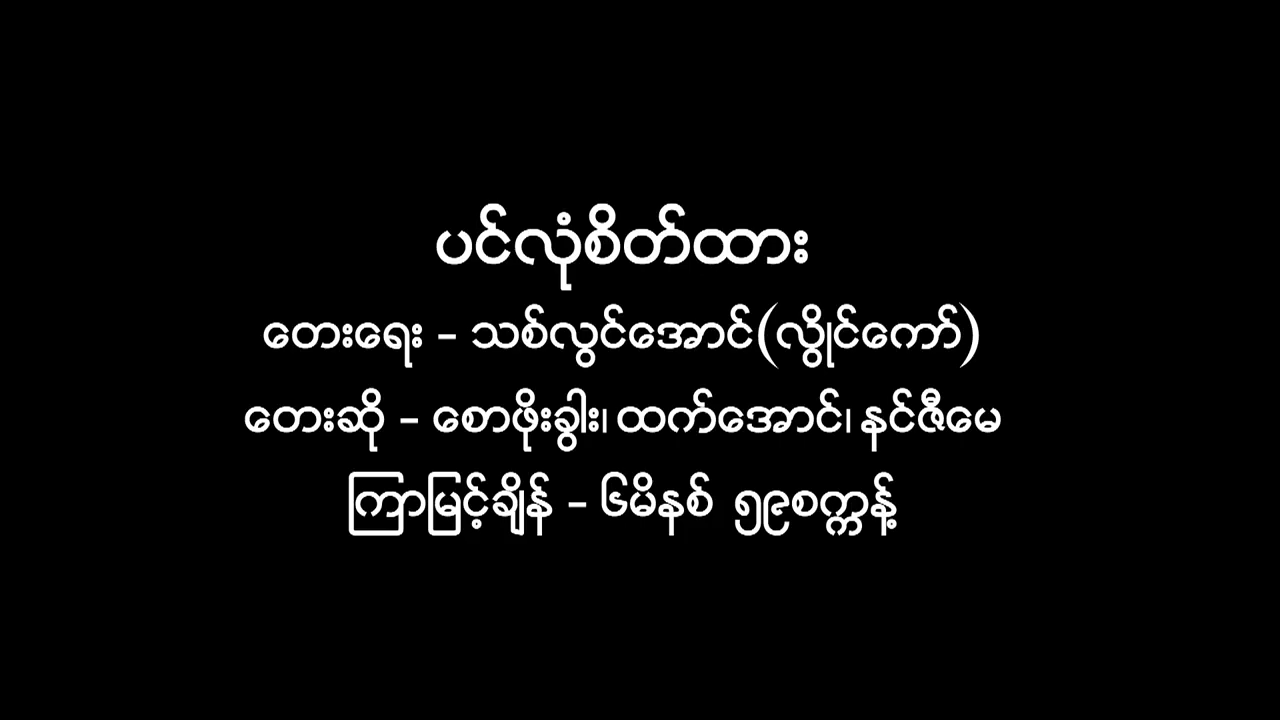 ပင်လုံစိတ်ထား
တေးရေး - သစ်လွင်အောင်(လွိုင်ကော်)
တေးဆို - စောဖိုးခွါး၊ ထက်အောင်၊ နင်ဇီမေ
ကြာမြင့်ချိန် - ၆မိနစ် ၅၉စက္ကန့်